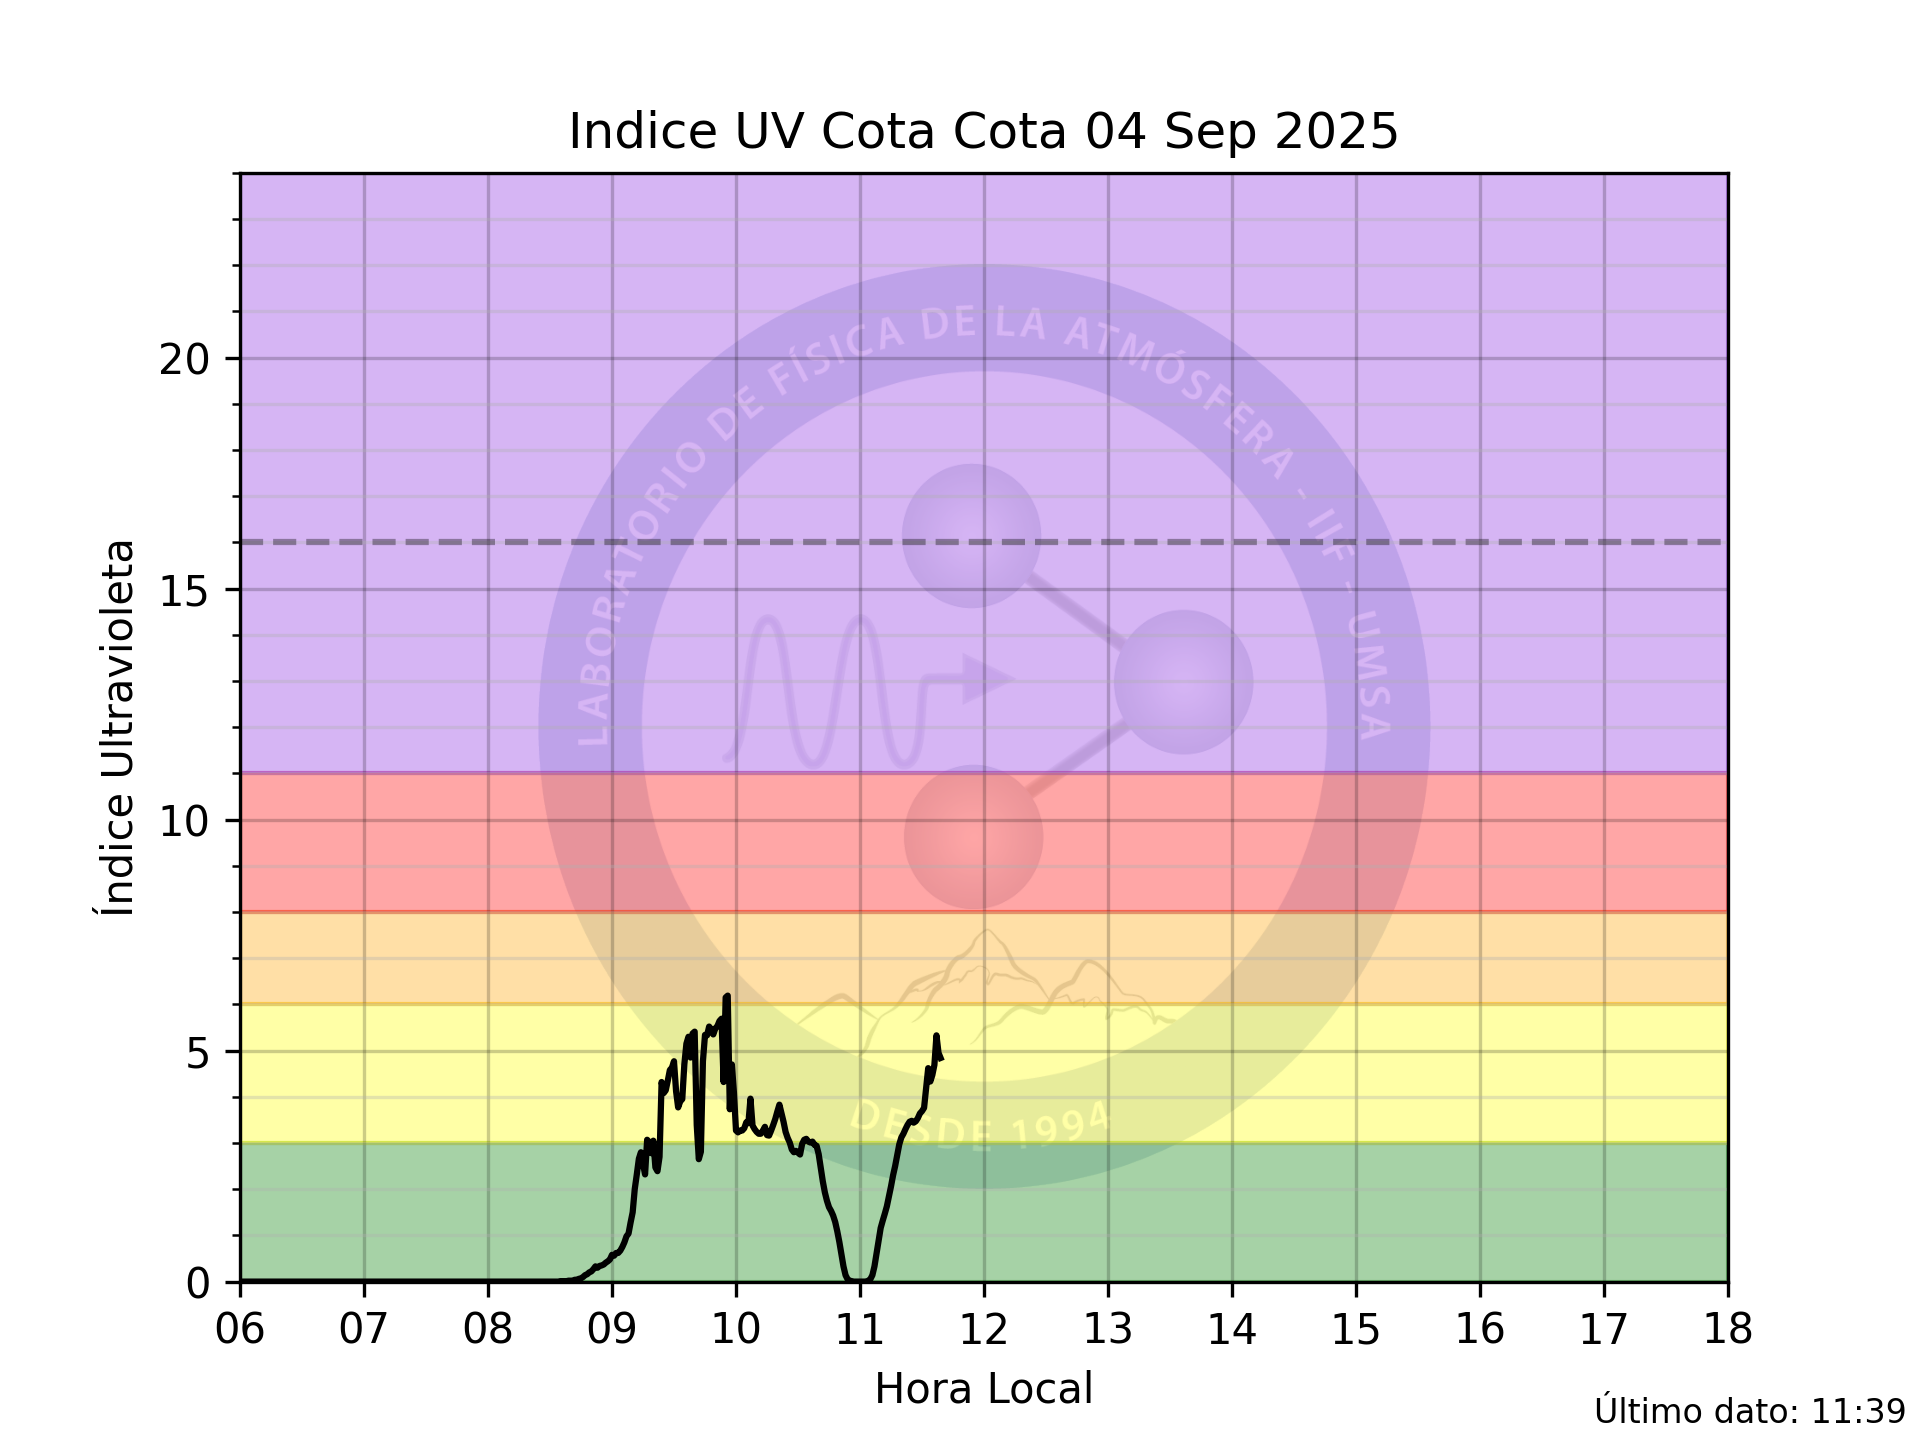 Indice UV Cota Cota 04 Sep 2025
Índice Ultravioleta
20
15
10
5
0
LABORATORIO DE FÍSICA DE LA ATMÓSFERA - IIF - UMSA
DESDE 1994
06 07 08 09 10 11 12 13 14 15 16 17 18
Hora Local
Último dato: 11:39